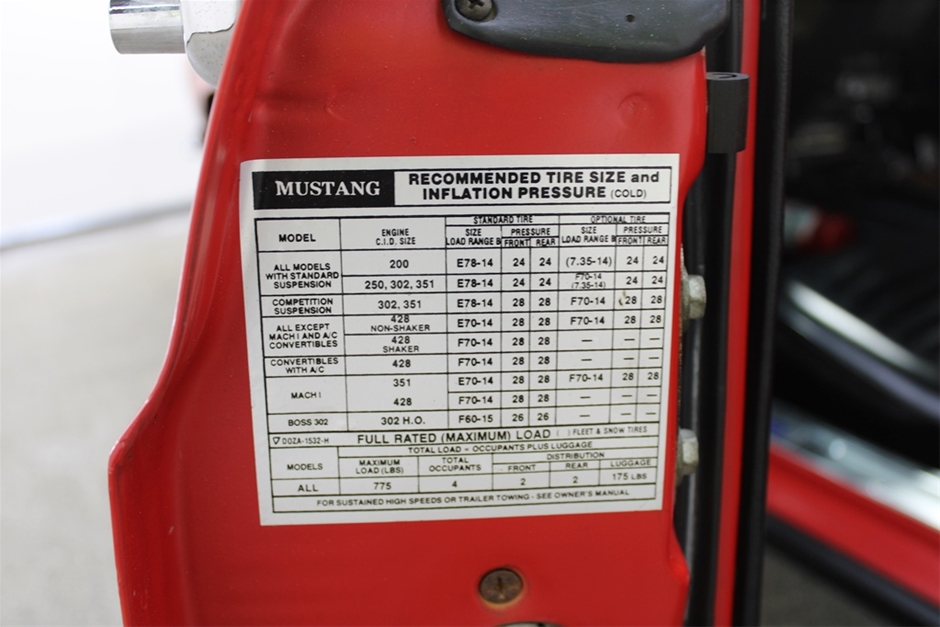 MUSTANG RECOMMENDED TIRE SIZE and
INFLATION PRESSURE (COLD)
STANDARD TIRE OPTIONAL TIRE
MODEL ENGINE C.I.D. SIZE SIZE LOAD RANGE B PRESSURE FRONT REAR SIZE LOAD RANGE B PRESSURE FRONT REAR
ALL MODELS WITH STANDARD SUSPENSION 200 E78-14 24 24 (7.35-14) 24 24
250, 302, 351 E78-14 24 24 F70-14 (7.35-14) 24 24
COMPETITION SUSPENSION 302, 351 E78-14 28 28 F70-14 28 28
ALL EXCEPT MACH I AND A/C CONVERTIBLES 428 NON-SHAKER E70-14 28 28 F70-14 28 28
428 SHAKER F70-14 28 28 — — —
CONVERTIBLES WITH A/C 428 F70-14 28 28 — — —
MACH I 351 E70-14 28 28 F70-14 28 28
428 F70-14 28 28 — — —
BOSS 302 302 H.O. F60-15 26 26 — — —
DOZA-1532-H FULL RATED (MAXIMUM) LOAD ( ) FLEET & SNOW TIRES
TOTAL LOAD = OCCUPANTS PLUS LUGGAGE
MODELS MAXIMUM LOAD (LBS) TOTAL OCCUPANTS DISTRIBUTION FRONT REAR LUGGAGE
ALL 775 4 2 2 175 LBS
FOR SUSTAINED HIGH SPEEDS OR TRAILER TOWING - SEE OWNER'S MANUAL